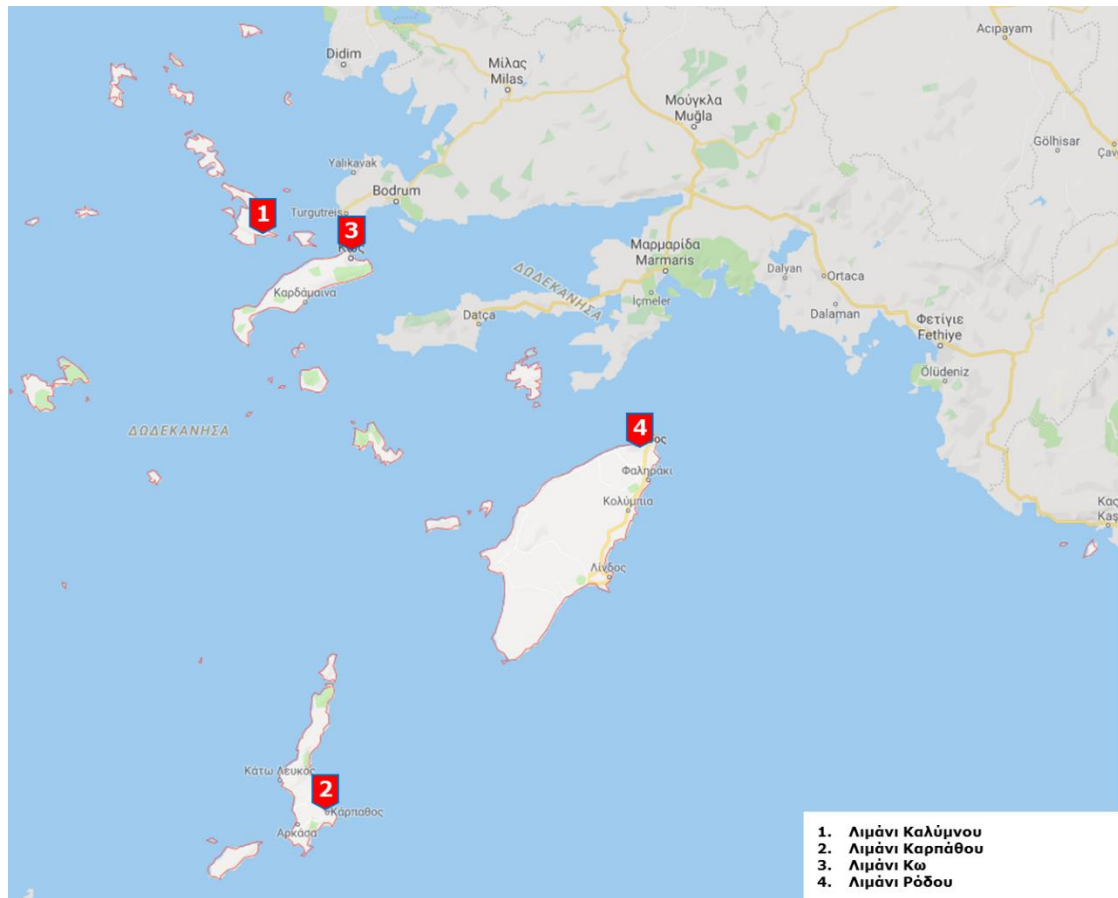 Acıpayam
Didim
Μίλας
Milas
Μούγκλα
Muğla
Gölhisar
Yalıkavak
Bodrum
Turgutreis
1
3
Μαρμαρίδα
Marmaris
ΔΩΔΕΚΑΝΗΣΑ
Dalyan
Ortaca
Καρδάμαινα
İçmeler
Datça
Dalaman
Φετίγιε
Fethiye
Ölüdeniz
ΔΩΔΕΚΑΝΗΣΑ
4
Φαληράκι
Κολύμπια
Λίνδος
Κάτω Λευκός
2
Κάρπαθος
Αρκάσα
1. Λιμάνι Καλύμνου
2. Λιμάνι Καρπάθου
3. Λιμάνι Κω
4. Λιμάνι Ρόδου